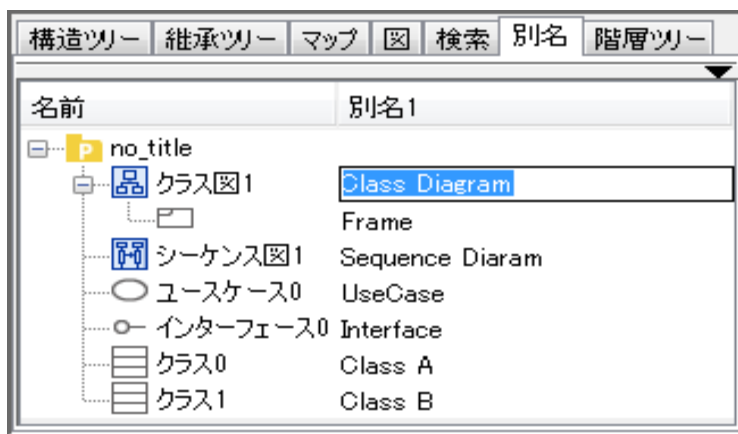 構造ツリー 継承ツリー マップ 図 検索 別名 階層ツリー
名前 別名1
P no_title
クラス図1 Class Diagram
Frame
シーケンス図1 Sequence Diaram
ユースケース0 UseCase
インターフェース0 Interface
クラス0 Class A
クラス1 Class B